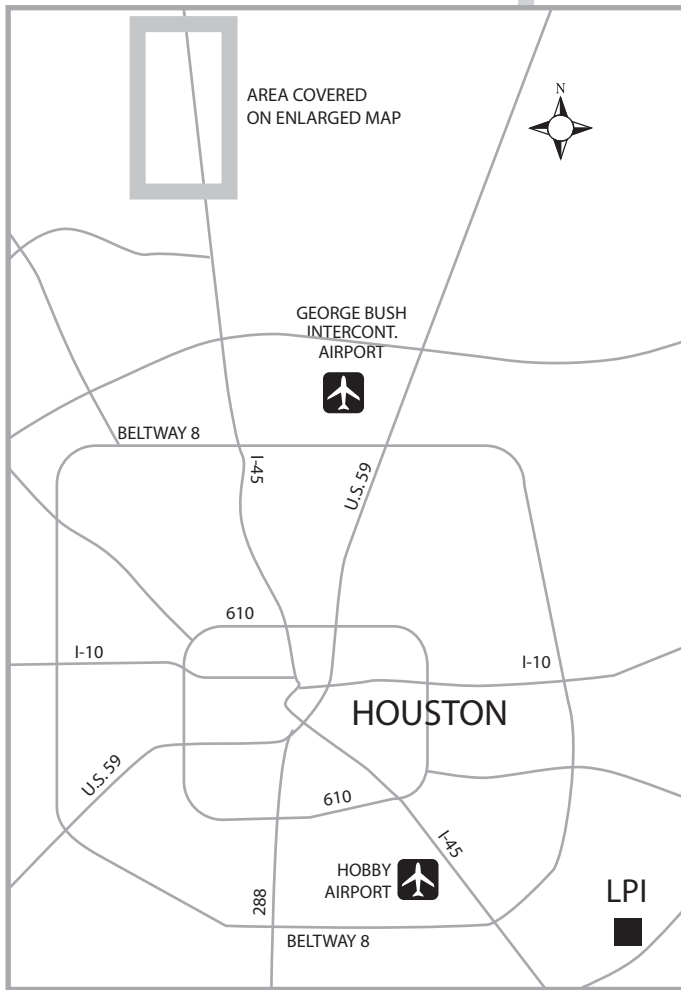 AREA COVERED
ON ENLARGED MAP
N
GEORGE BUSH
INTERCONT.
AIRPORT
BELTWAY 8
I-45
U.S. 59
610
I-10
I-10
HOUSTON
U.S. 59
610
I-45
HOBBY
AIRPORT
288
LPI
BELTWAY 8